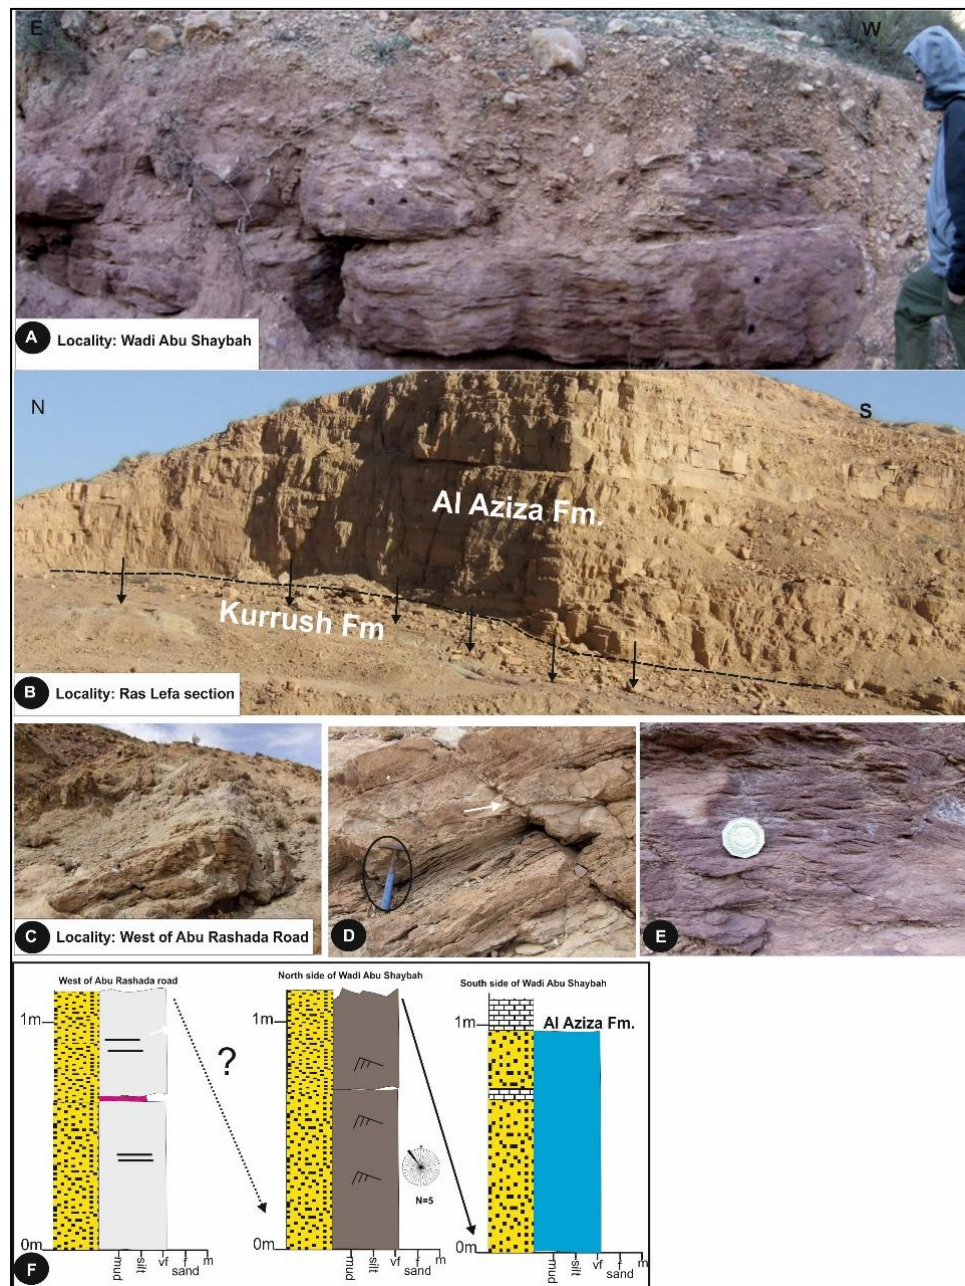 E
W
A Locality: Wadi Abu Shaybah
N
S
Al Aziza Fm.
Kurrush Fm
B Locality: Ras Lefa section
C Locality: West of Abu Rashada Road
D
E
West of Abu Rashada road
North side of Wadi Abu Shaybah
South side of Wadi Abu Shaybah
1m
1m
1m
Al Aziza Fm.
?
N=5
0m
0m
0m
mud silt vf f m
sand
mud silt vf f m
sand
mud silt vf f m
sand
F